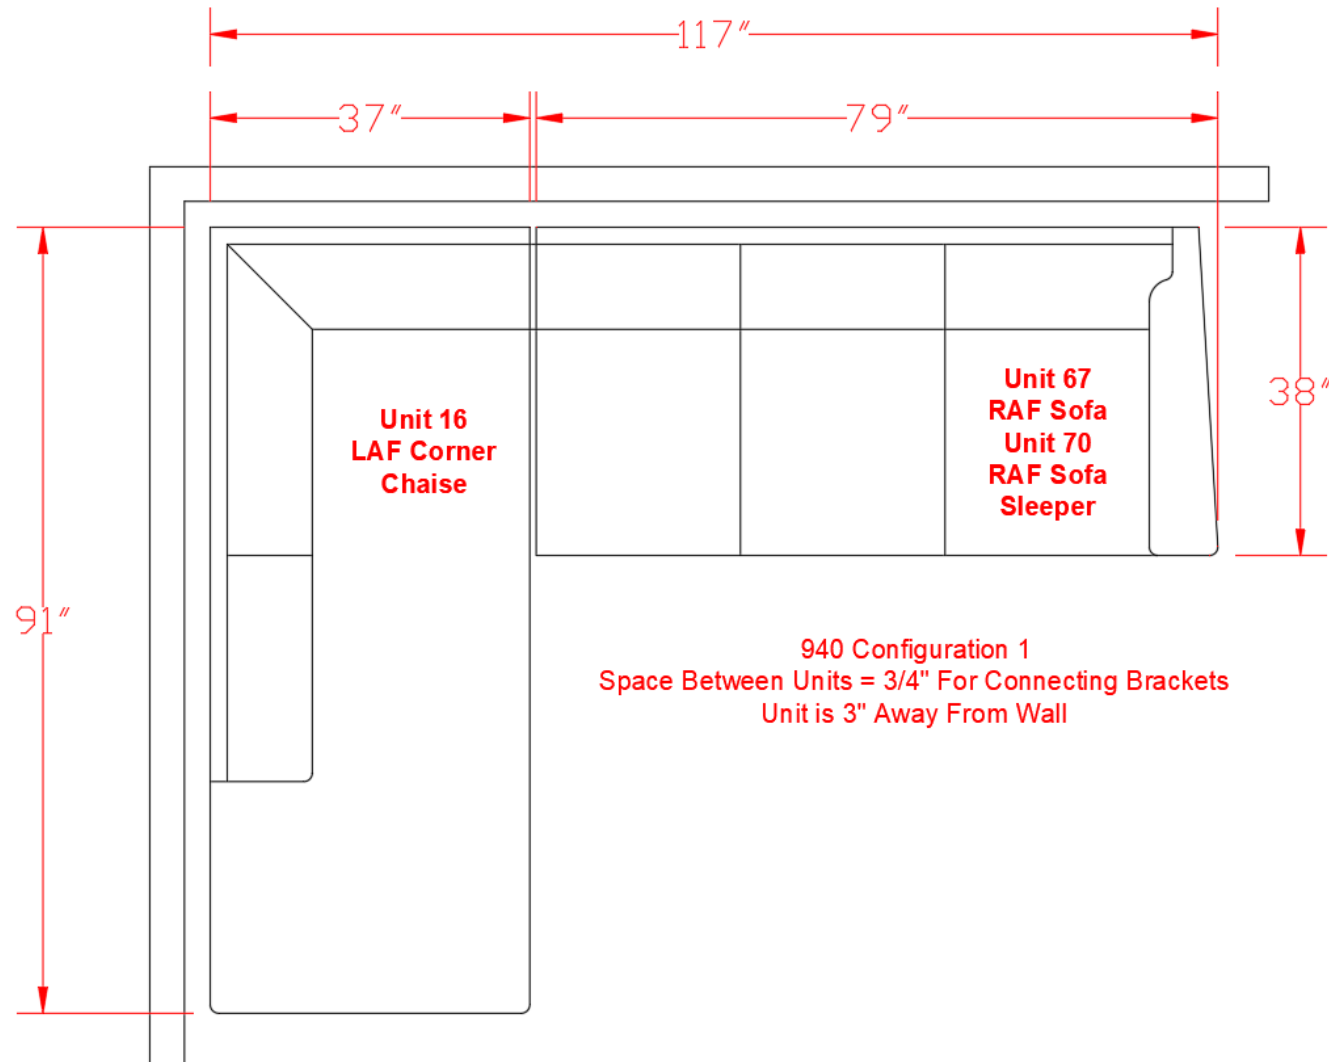 117"
37"
79"
38"
Unit 67
RAF Sofa
Unit 70
RAF Sofa
Sleeper
Unit 16
LAF Corner
Chaise
91"
940 Configuration 1
Space Between Units = 3/4" For Connecting Brackets
Unit is 3" Away From Wall